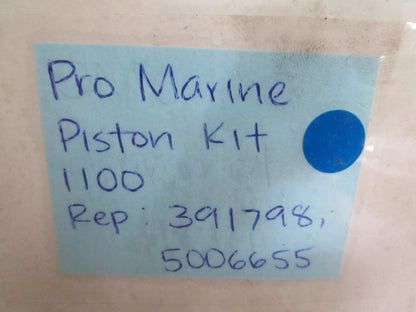 Pro Marine
Piston Kit
1100
Rep: 391798,
5006655